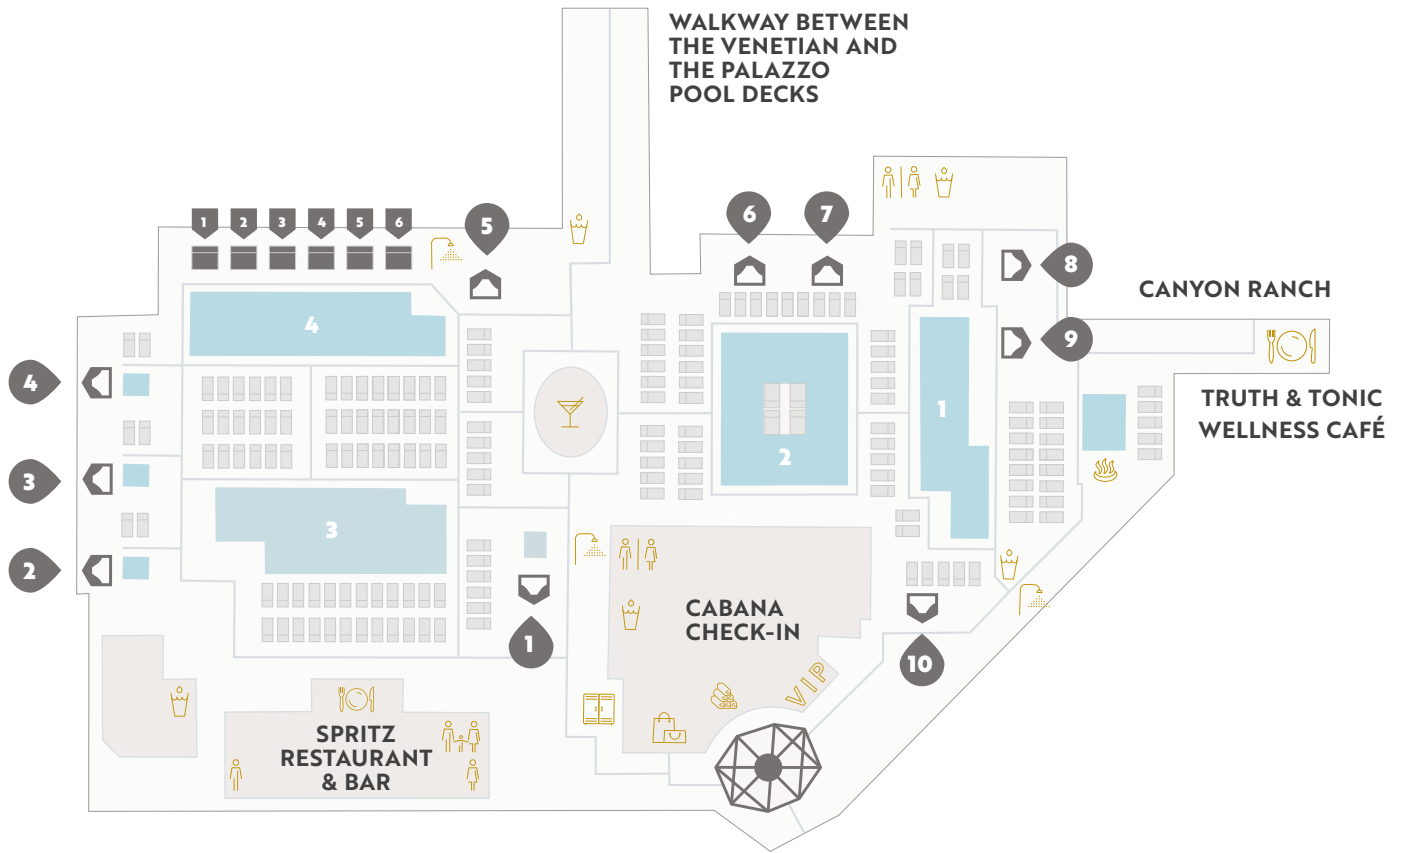 WALKWAY BETWEEN
THE VENETIAN AND
THE PALAZZO
POOL DECKS
1 2 3 4 5 6
5
6
7
8
CANYON RANCH
4
9
4
TRUTH & TONIC
WELLNESS CAFÉ
1
2
3
3
2
CABANA
CHECK-IN
1
10
VIP
SPRITZ
RESTAURANT
& BAR